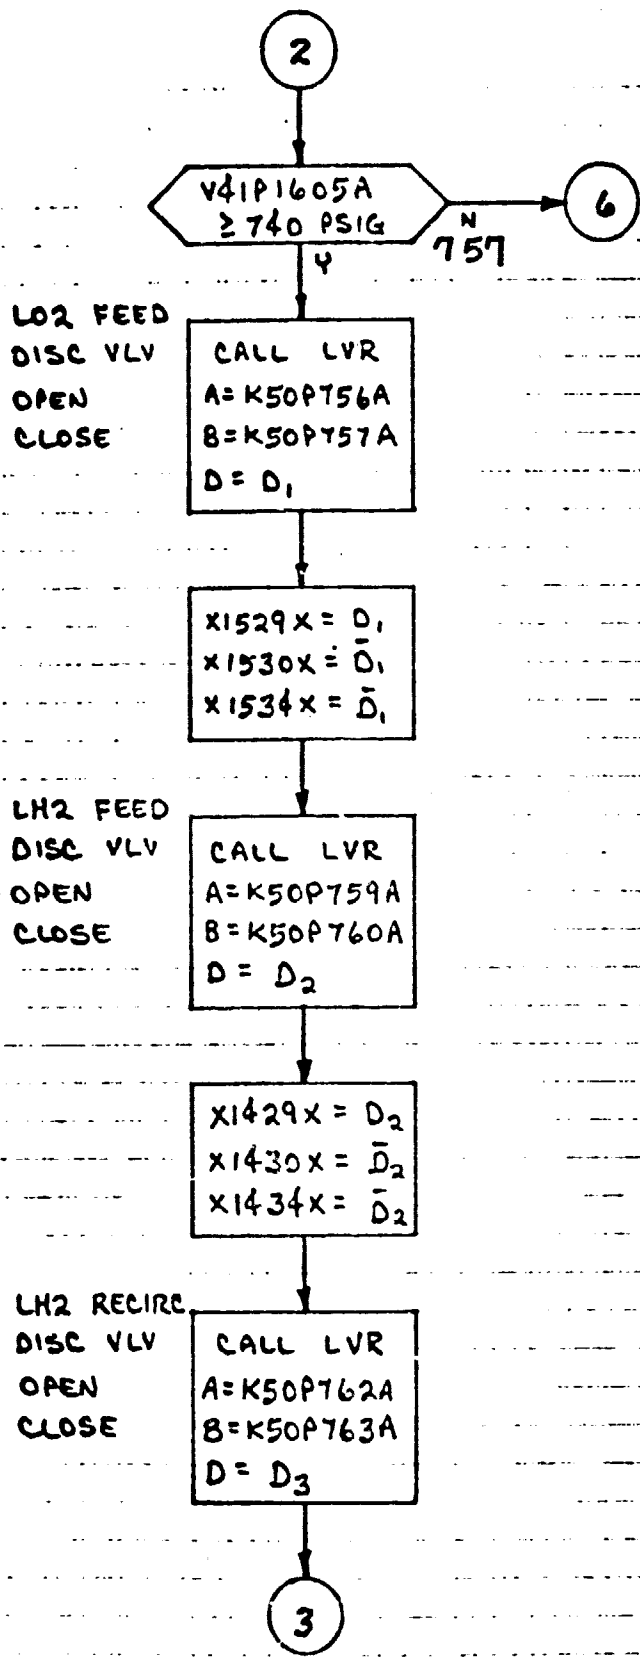 2
V41P1605A
≥ 740 PSIG
N
757
6
Y
LO2 FEED
DISC VLV
OPEN
CLOSE
CALL LVR
A=K50P756A
B=K50P757A
D = D₁
X1529X = D₁
X1530X = D̄₁
X1534X = D̄₁
LH2 FEED
DISC VLV
OPEN
CLOSE
CALL LVR
A=K50P759A
B=K50P760A
D = D₂
X1429X = D₂
X1430X = D̄₂
X1434X = D̄₂
LH2 RECIRC
DISC VLV
OPEN
CLOSE
CALL LVR
A=K50P762A
B=K50P763A
D = D₃
3